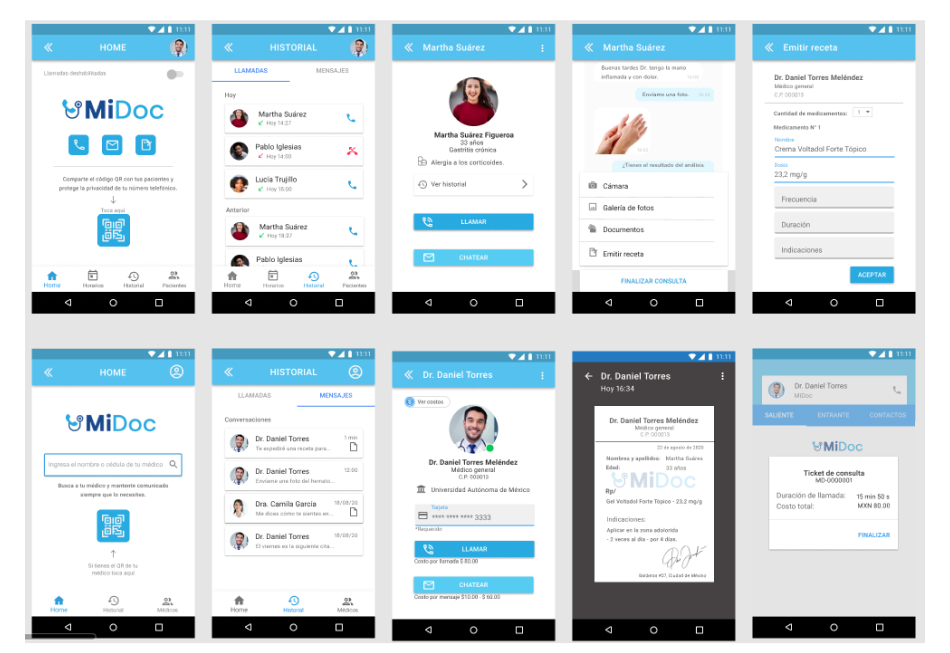 11:11
HOME
Llamadas deshabilitadas
MiDoc
Comparte el código QR con tus pacientes y
protege la privacidad de tu número telefónico.
Toca aquí
Home Horarios Historial Pacientes
11:11
HISTORIAL
LLAMADAS MENSAJES
Hoy
Martha Suárez
Hoy 14:27
Pablo Iglesias
Hoy 14:00
Lucía Trujillo
Hoy 10:00
Anterior
Martha Suárez
Hoy 18:27
Pablo Iglesias
Home Horarios Historial Pacientes
11:11
Martha Suárez
Martha Suárez Figueroa
33 años
Gastritis crónica
Alergia a los corticoides.
Ver historial
LLAMAR
CHATEAR
11:11
Martha Suárez
Buenas tardes Dr. tengo la mano
inflamada y con dolor.
Envíame una foto.
¿Tienes el resultado del análisis
Cámara
Galería de fotos
Documentos
Emitir receta
FINALIZAR CONSULTA
11:11
Emitir receta
Dr. Daniel Torres Meléndez
Médico general
C.P. 000013
Cantidad de medicamentos: 1
Medicamento N° 1
Nombre
Crema Voltadol Forte Tópico
Dosis
23,2 mg/g
Frecuencia
Duración
Indicaciones
ACEPTAR
11:11
HOME
MiDoc
Ingresa el nombre o cédula de tu médico
Busca a tu médico y mantente comunicado
siempre que lo necesites.
Si tienes el QR de tu
médico toca aquí
Home Historial Médicos
11:11
HISTORIAL
LLAMADAS MENSAJES
Conversaciones
Dr. Daniel Torres 1 min
Te expediré una receta para...
Dr. Daniel Torres 12:00
Envíame una foto del hemato...
Dra. Camila García 18/08/20
Me dices cómo te sientes en...
Dr. Daniel Torres 18/08/20
El viernes es la siguiente cita...
Home Historial Médicos
11:11
Dr. Daniel Torres
Ver costos
Dr. Daniel Torres Meléndez
Médico general
C.P. 000013
Universidad Autónoma de México
Tarjeta
**** **** **** 3333
*Requerido
LLAMAR
Costo por llamada $ 80.00
CHATEAR
Costo por mensaje $10.00 - $ 60.00
11:11
Dr. Daniel Torres
Hoy 16:34
Dr. Daniel Torres Meléndez
Médico general
C.P. 000013
22 de agosto de 2020
Nombres y apellidos: Martha Suáres
Edad: 33 años
MiDoc
Rp/
Gel Voltadol Forte Tópico - 23,2 mg/g
Indicaciones:
Aplicar en la zona adolorida
- 2 veces al día - por 4 días.
#27, Ciudad de México
11:11
Dr. Daniel Torres
MiDoc
SALIENTE ENTRANTE CONTACTOS
MiDoc
Ticket de consulta
MD-0000001
Duración de llamada: 15 min 50 s
Costo total: MXN 80.00
FINALIZAR